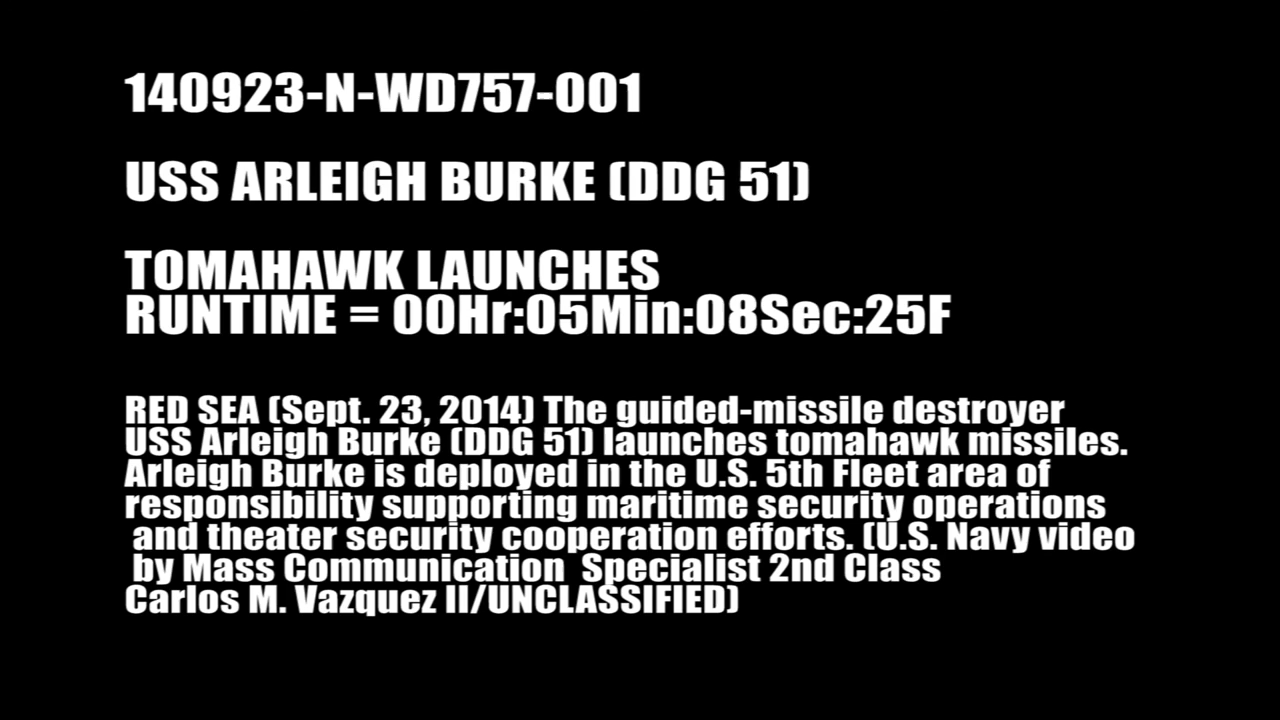 140923-N-WD757-001
USS ARLEIGH BURKE (DDG 51)
TOMAHAWK LAUNCHES
RUNTIME = 00Hr:05Min:08Sec:25F
RED SEA (Sept. 23, 2014) The guided-missile destroyer
USS Arleigh Burke (DDG 51) launches tomahawk missiles.
Arleigh Burke is deployed in the U.S. 5th Fleet area of
responsibility supporting maritime security operations
and theater security cooperation efforts. (U.S. Navy video
by Mass Communication  Specialist 2nd Class
Carlos M. Vazquez II/UNCLASSIFIED)